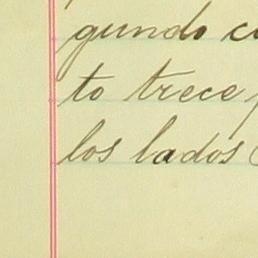 gundo c
to trece
los lados